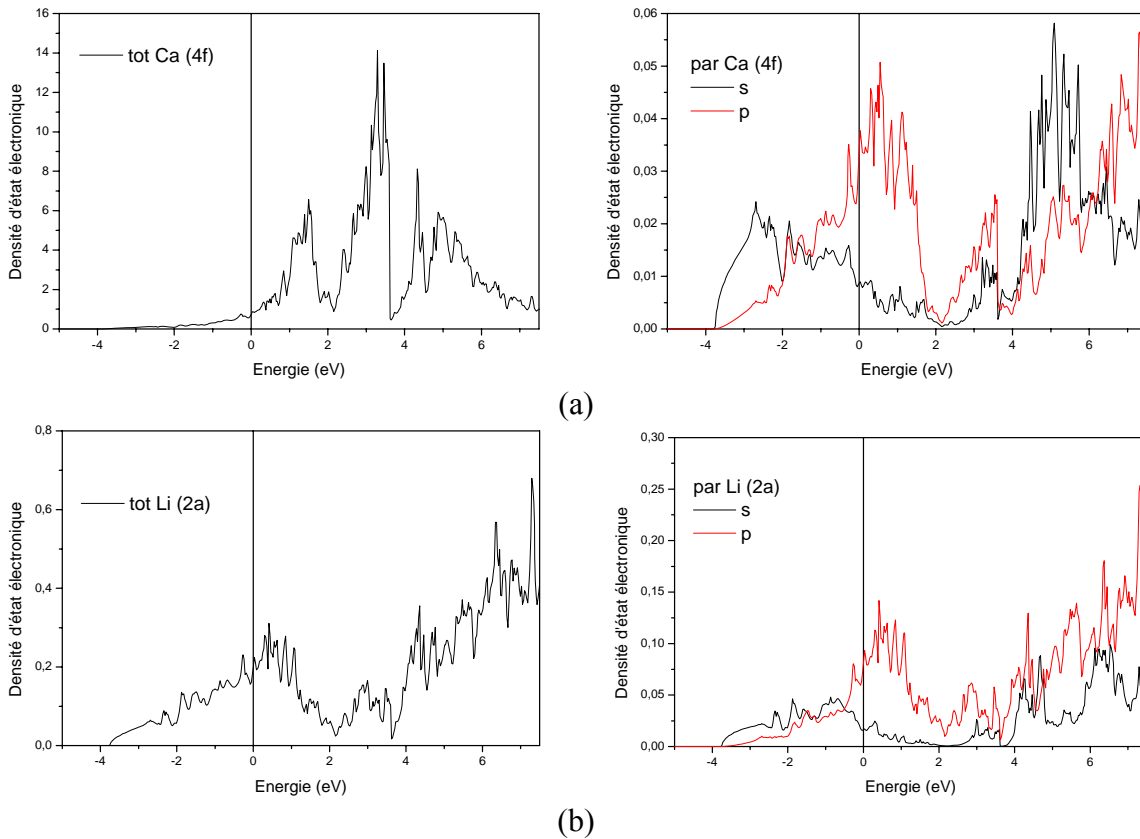 16
14
12
10
8
6
4
2
0
Densité d'état électronique
tot Ca (4f)
-4 -2 0 2 4 6
Energie (eV)
0,06
0,05
0,04
0,03
0,02
0,01
0,00
Densité d'état électronique
par Ca (4f)
s
p
-4 -2 0 2 4 6
Energie (eV)
(a)
0,8
0,6
0,4
0,2
0,0
Densité d'état électronique
tot Li (2a)
-4 -2 0 2 4 6
Energie (eV)
0,30
0,25
0,20
0,15
0,10
0,05
0,00
Densité d'état électronique
par Li (2a)
s
p
-4 -2 0 2 4 6
Energie (eV)
(b)